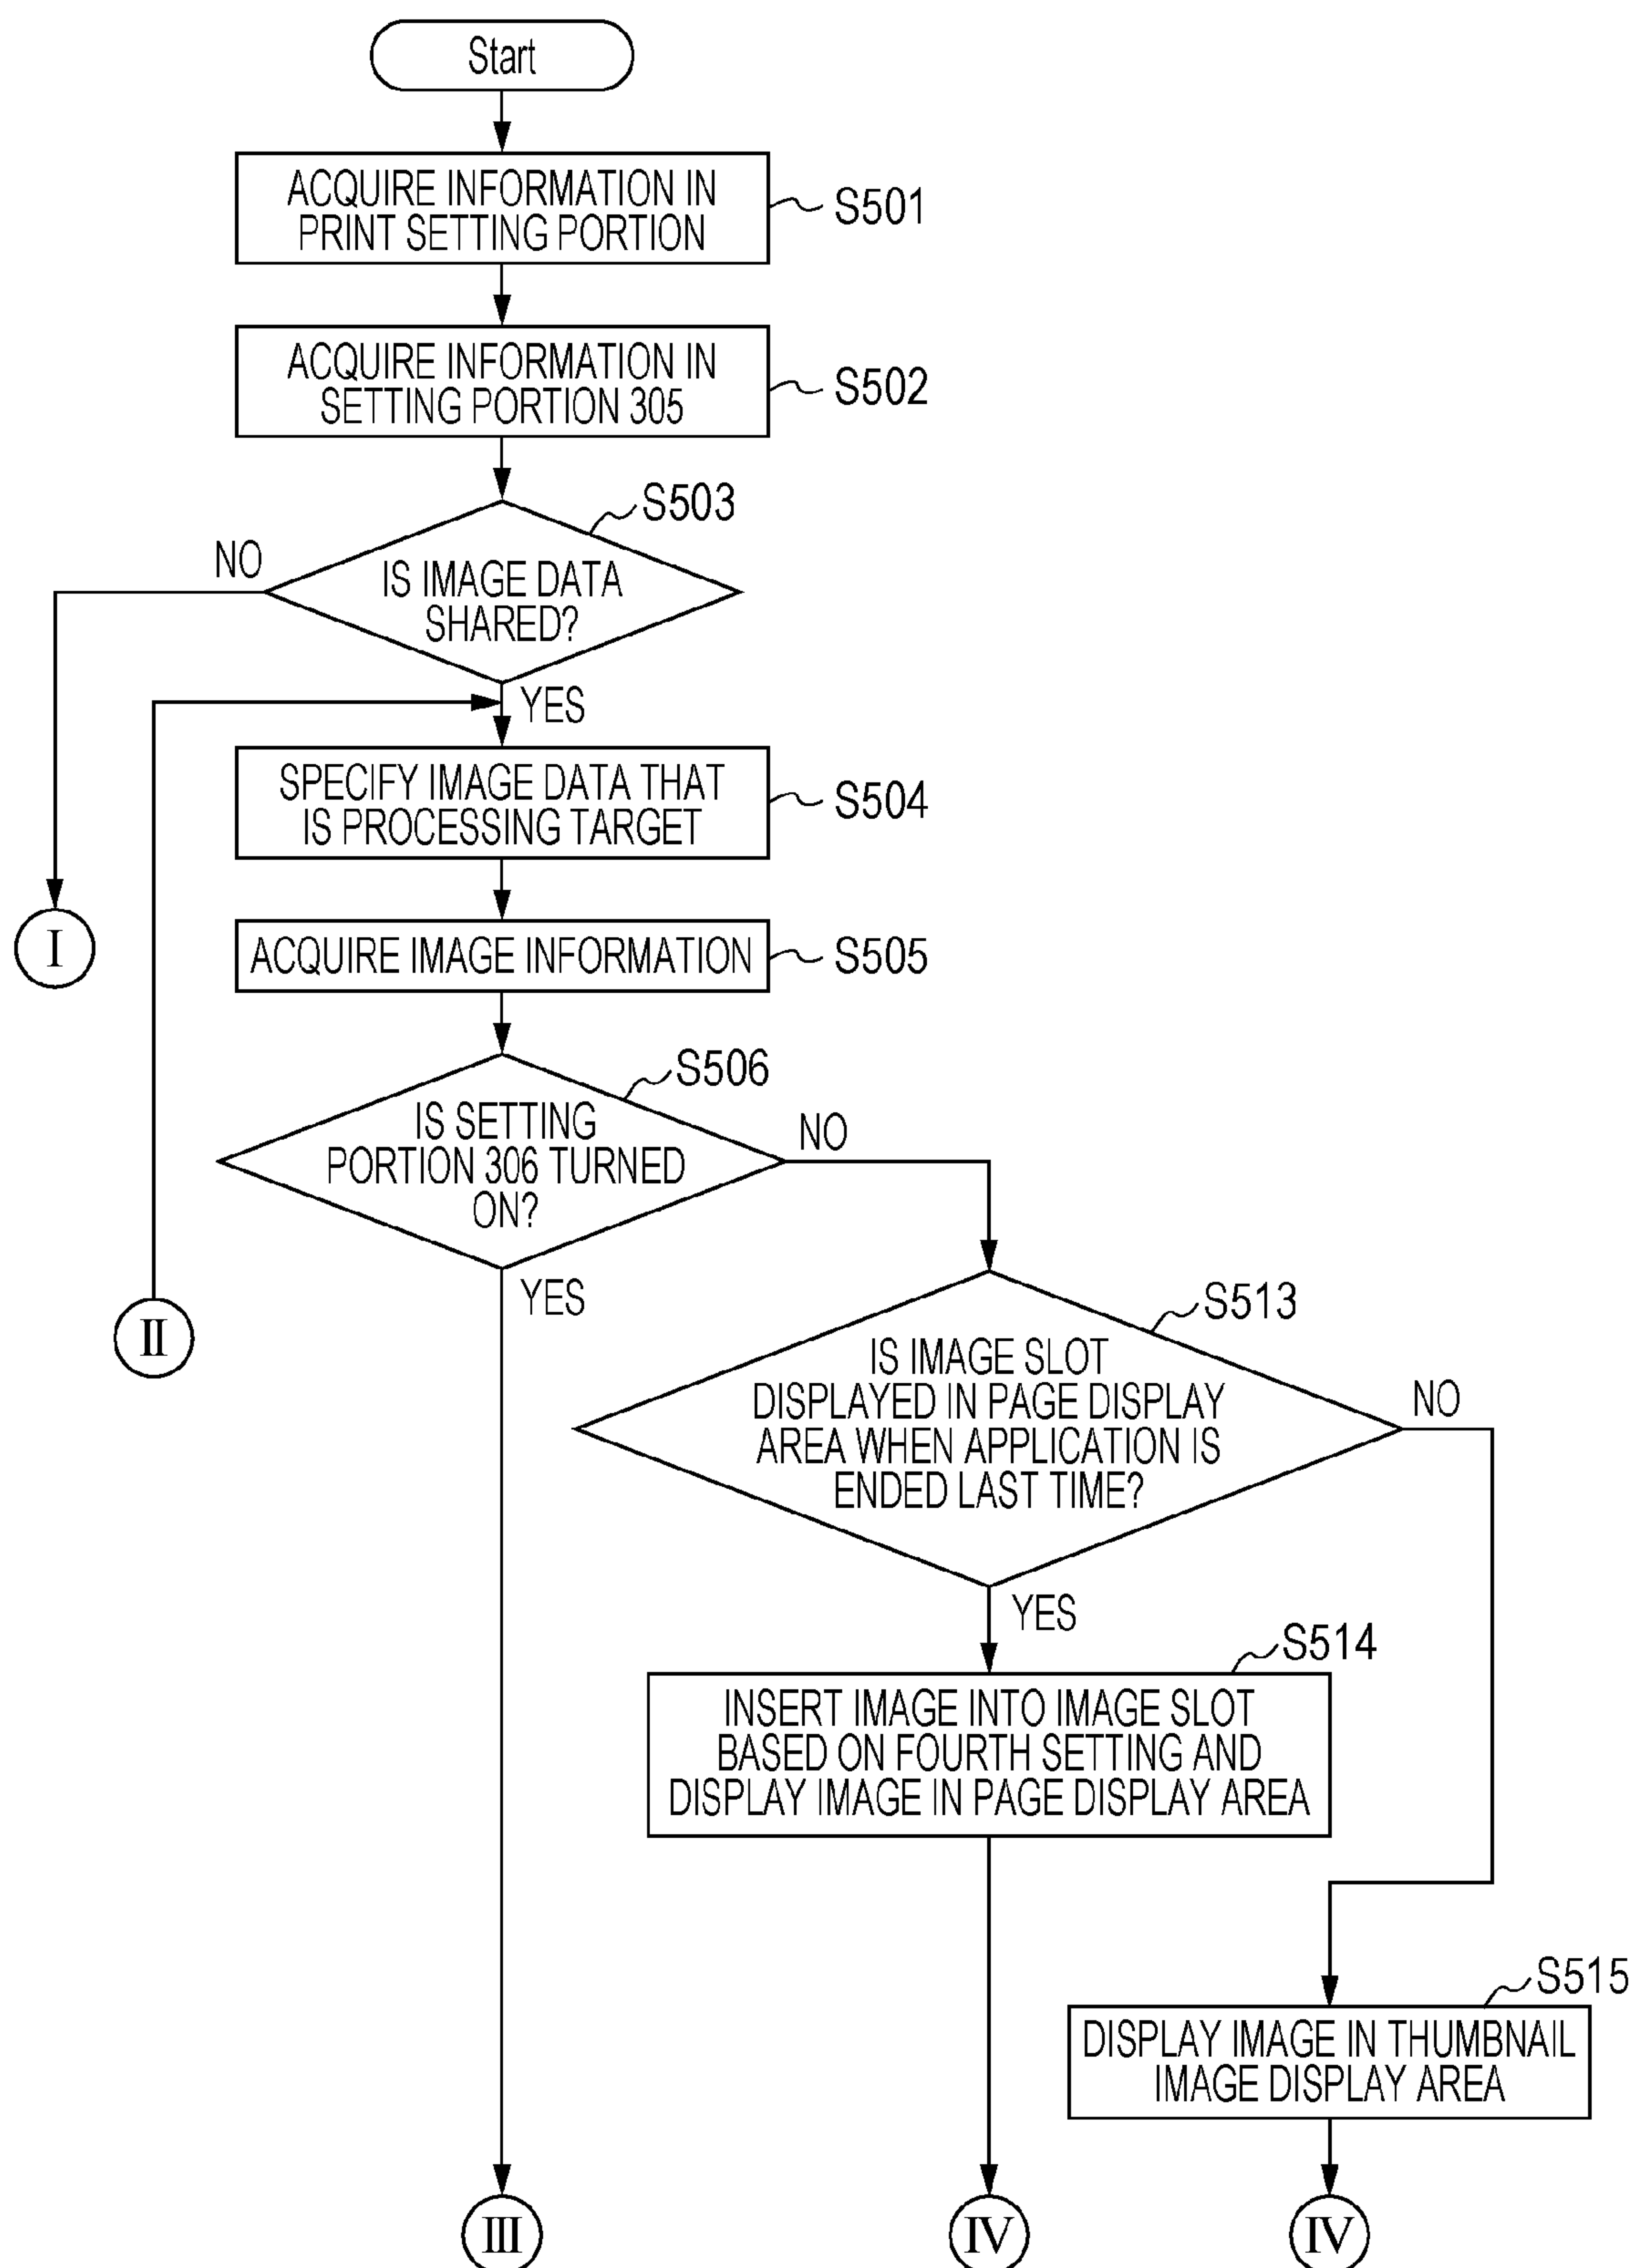 Start
ACQUIRE INFORMATION IN
PRINT SETTING PORTION
S501
ACQUIRE INFORMATION IN
SETTING PORTION 305
S502
S503
NO
IS IMAGE DATA
SHARED?
YES
SPECIFY IMAGE DATA THAT
IS PROCESSING TARGET
S504
I
ACQUIRE IMAGE INFORMATION
S505
S506
IS SETTING
PORTION 306 TURNED
ON?
NO
YES
II
S513
IS IMAGE SLOT
DISPLAYED IN PAGE DISPLAY
AREA WHEN APPLICATION IS
ENDED LAST TIME?
NO
YES
S514
INSERT IMAGE INTO IMAGE SLOT
BASED ON FOURTH SETTING AND
DISPLAY IMAGE IN PAGE DISPLAY AREA
S515
DISPLAY IMAGE IN THUMBNAIL
IMAGE DISPLAY AREA
III
IV
IV